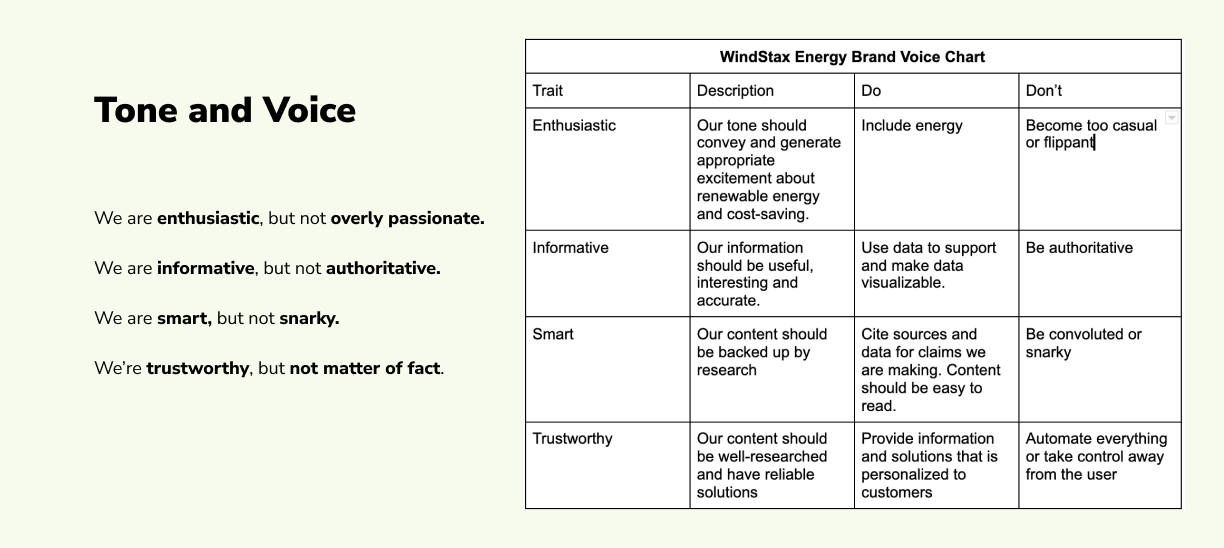 Tone and Voice
We are enthusiastic, but not overly passionate.
We are informative, but not authoritative.
We are smart, but not snarky.
We’re trustworthy, but not matter of fact.
WindStax Energy Brand Voice Chart
Trait
Description
Do
Don’t
Enthusiastic
Our tone should
convey and generate
appropriate
excitement about
renewable energy
and cost-saving.
Include energy
Become too casual
or flippant
Informative
Our information
should be useful,
interesting and
accurate.
Use data to support
and make data
visualizable.
Be authoritative
Smart
Our content should
be backed up by
research
Cite sources and
data for claims we
are making. Content
should be easy to
read.
Be convoluted or
snarky
Trustworthy
Our content should
be well-researched
and have reliable
solutions
Provide information
and solutions that is
personalized to
customers
Automate everything
or take control away
from the user